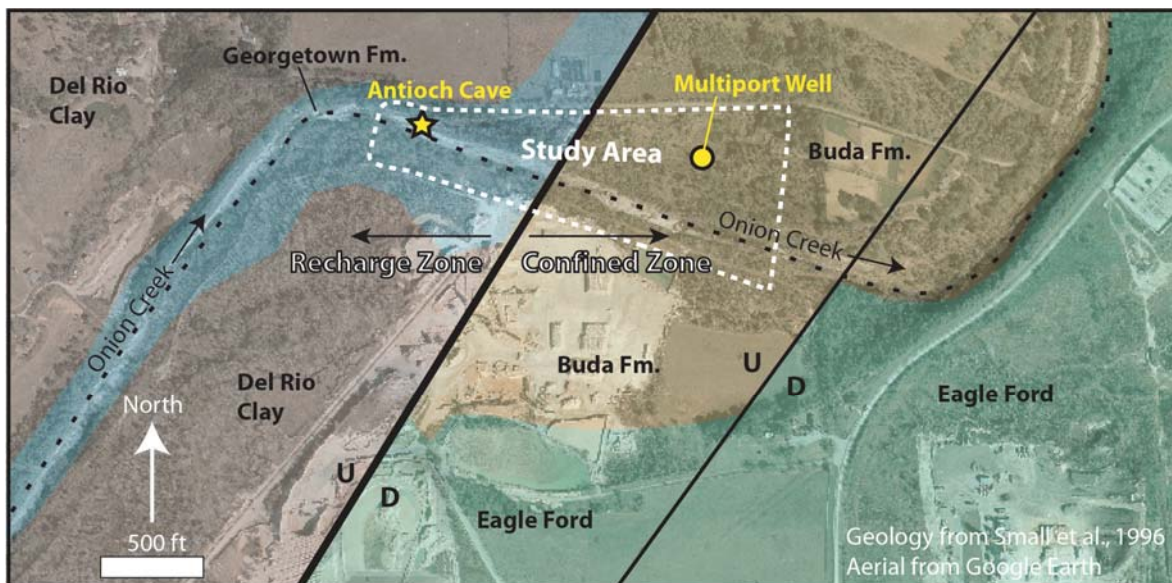 Georgetown Fm.
Del Rio
Clay
Antioch Cave
Multiport Well
Study Area
Buda Fm.
Onion Creek
Recharge Zone
Confined Zone
Onion Creek
Buda Fm.
U
D
Del Rio
Clay
Eagle Ford
North
U
D
500 ft
Eagle Ford
Geology from Small et al., 1996
Aerial from Google Earth